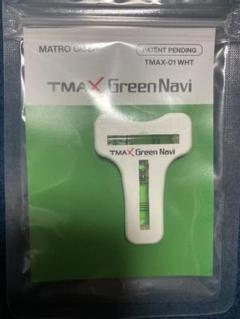 MATRO
PATENT PENDING
TMAX-01 WHT
TMAX Green Navi
TMAX Green Navi